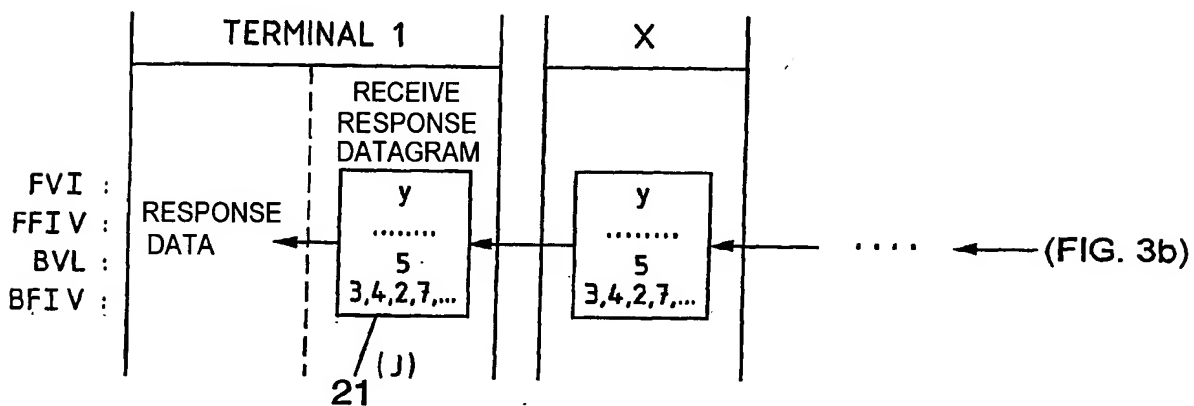 TERMINAL 1
X
RECEIVE
RESPONSE
DATAGRAM
FVI :
FFIV :
BVL :
BFIV :
RESPONSE
DATA
y
........
5
3,4,2,7,...
y
........
5
3,4,2,7,...
....
(FIG. 3b)
(J)
21